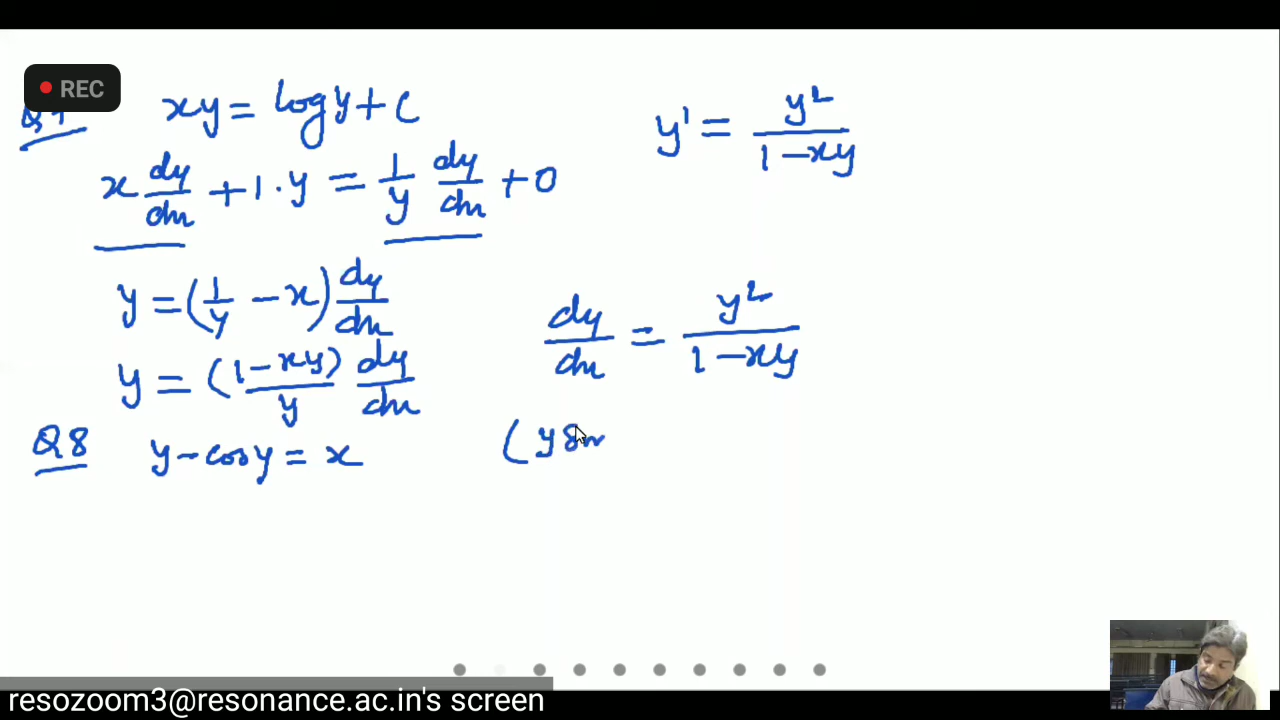 REC
xy = log y + C
y' = y² / (1 - xy)
x dy/dx + 1 · y = 1/y dy/dx + 0
y = (1/y - x) dy/dx
dy/dx = y² / (1 - xy)
y = (1 - xy)/y dy/dx
Q8 y - cos y = x (y sin
resozoom3@resonance.ac.in's screen